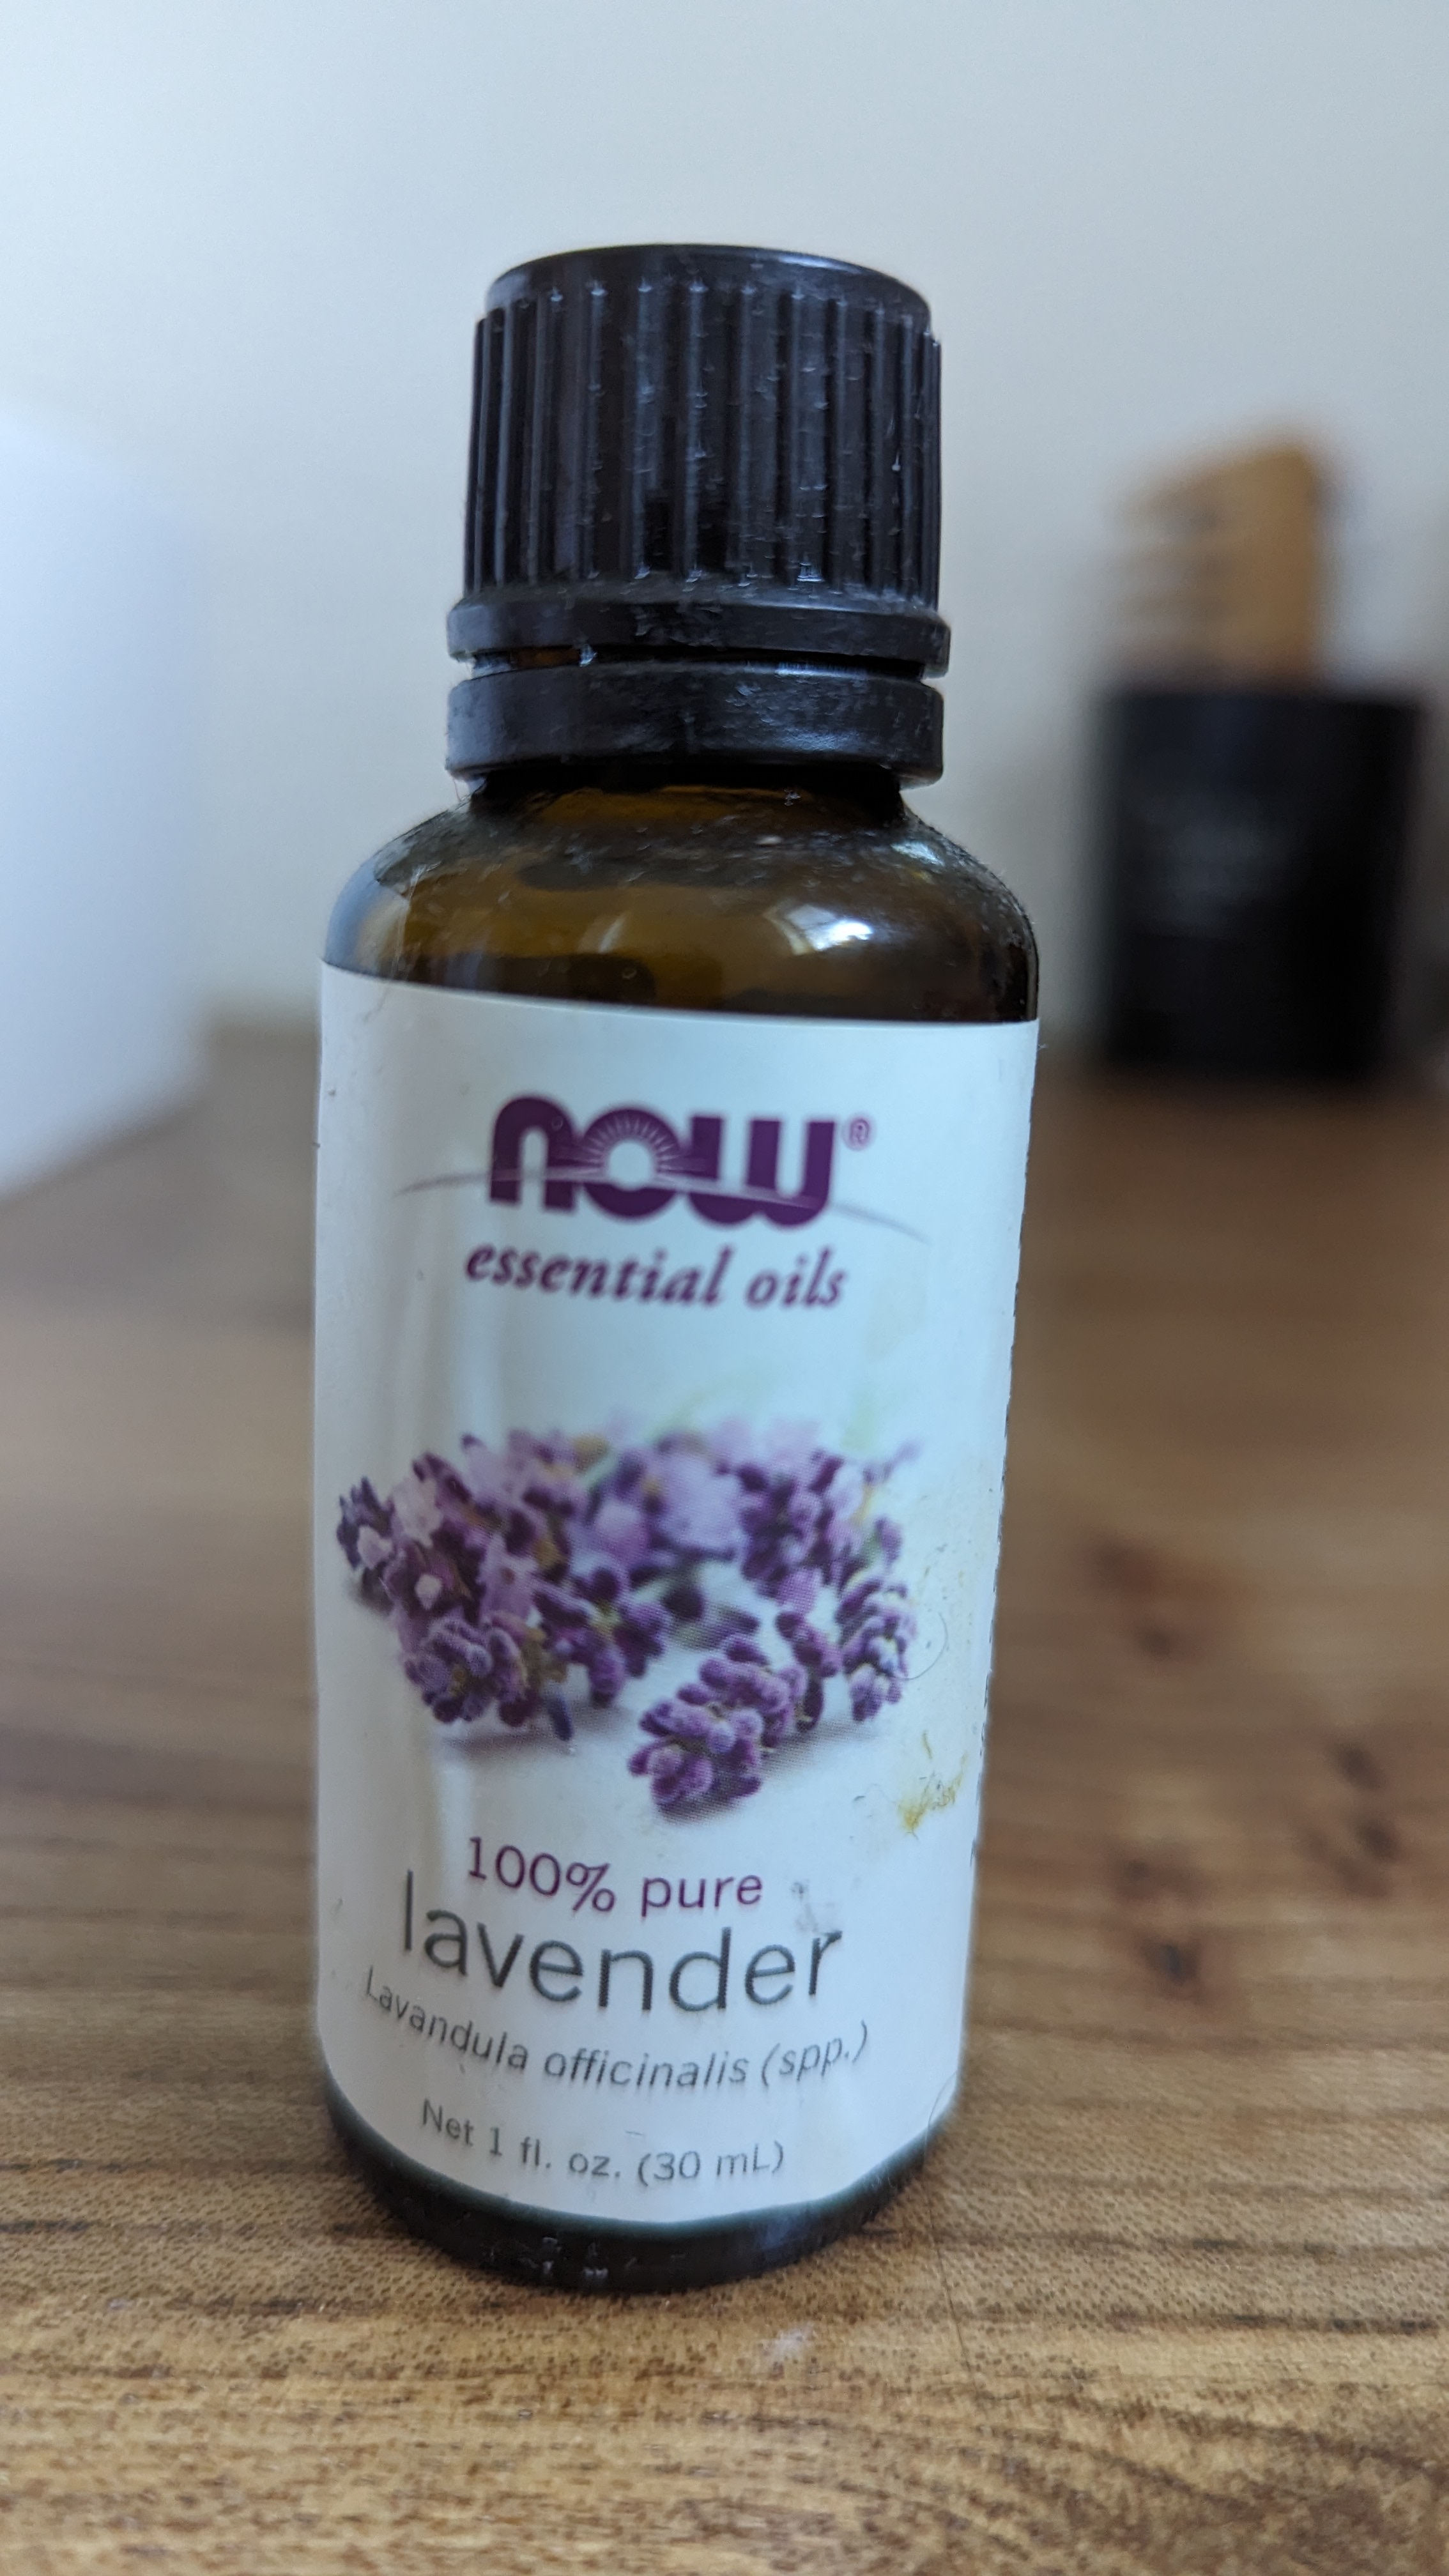 now®
essential oils
100% pure
lavender
Lavandula officinalis (spp.)
Net 1 fl. oz. (30 mL)